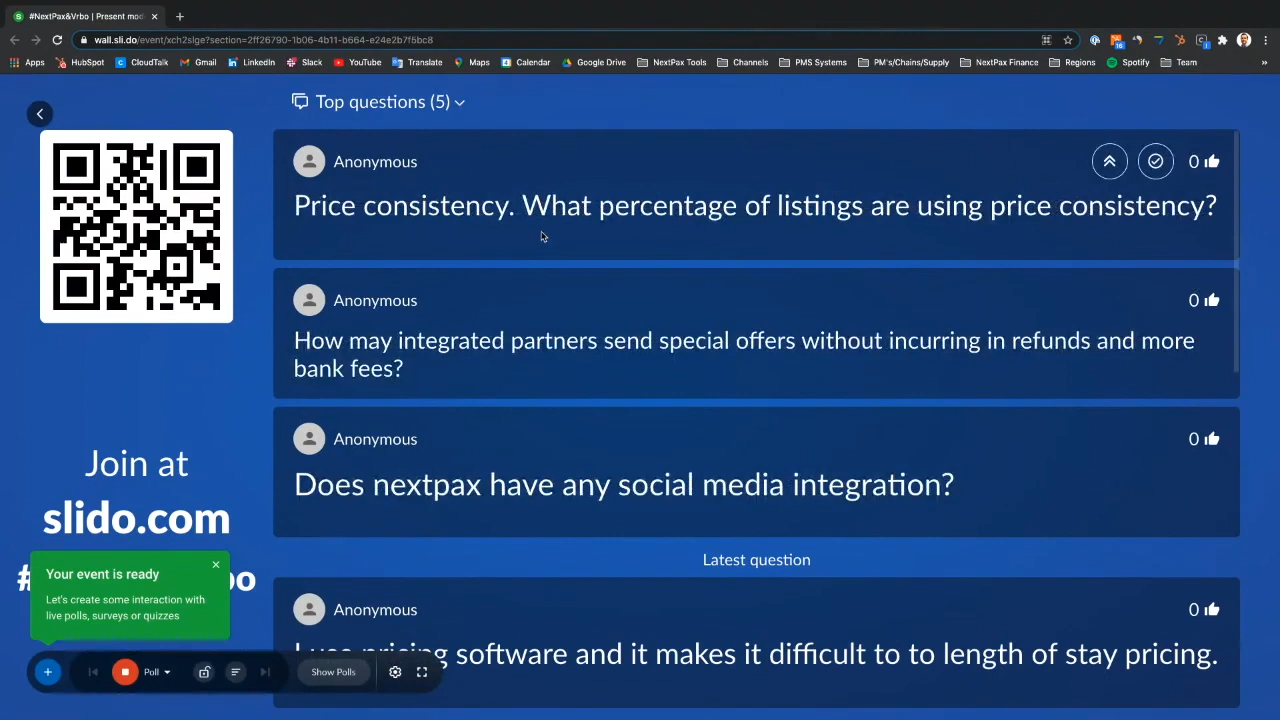 #NextPax&Vrbo | Present mod
wall.sli.do/event/xch2slge?section=2ff26790-1b06-4b11-b664-e24e2b7f5bc8
Apps HubSpot CloudTalk Gmail LinkedIn Slack YouTube Translate Maps Calendar Google Drive NextPax Tools Channels PMS Systems PM's/Chains/Supply NextPax Finance Regions Spotify Team »
Top questions (5)
Anonymous 0
Price consistency. What percentage of listings are using price consistency?
Anonymous 0
How may integrated partners send special offers without incurring in refunds and more
bank fees?
Anonymous 0
Does nextpax have any social media integration?
Latest question
Anonymous 0
I use pricing software and it makes it difficult to to length of stay pricing.
Join at
slido.com
#
bo
Your event is ready
Let's create some interaction with
live polls, surveys or quizzes
Poll
Show Polls